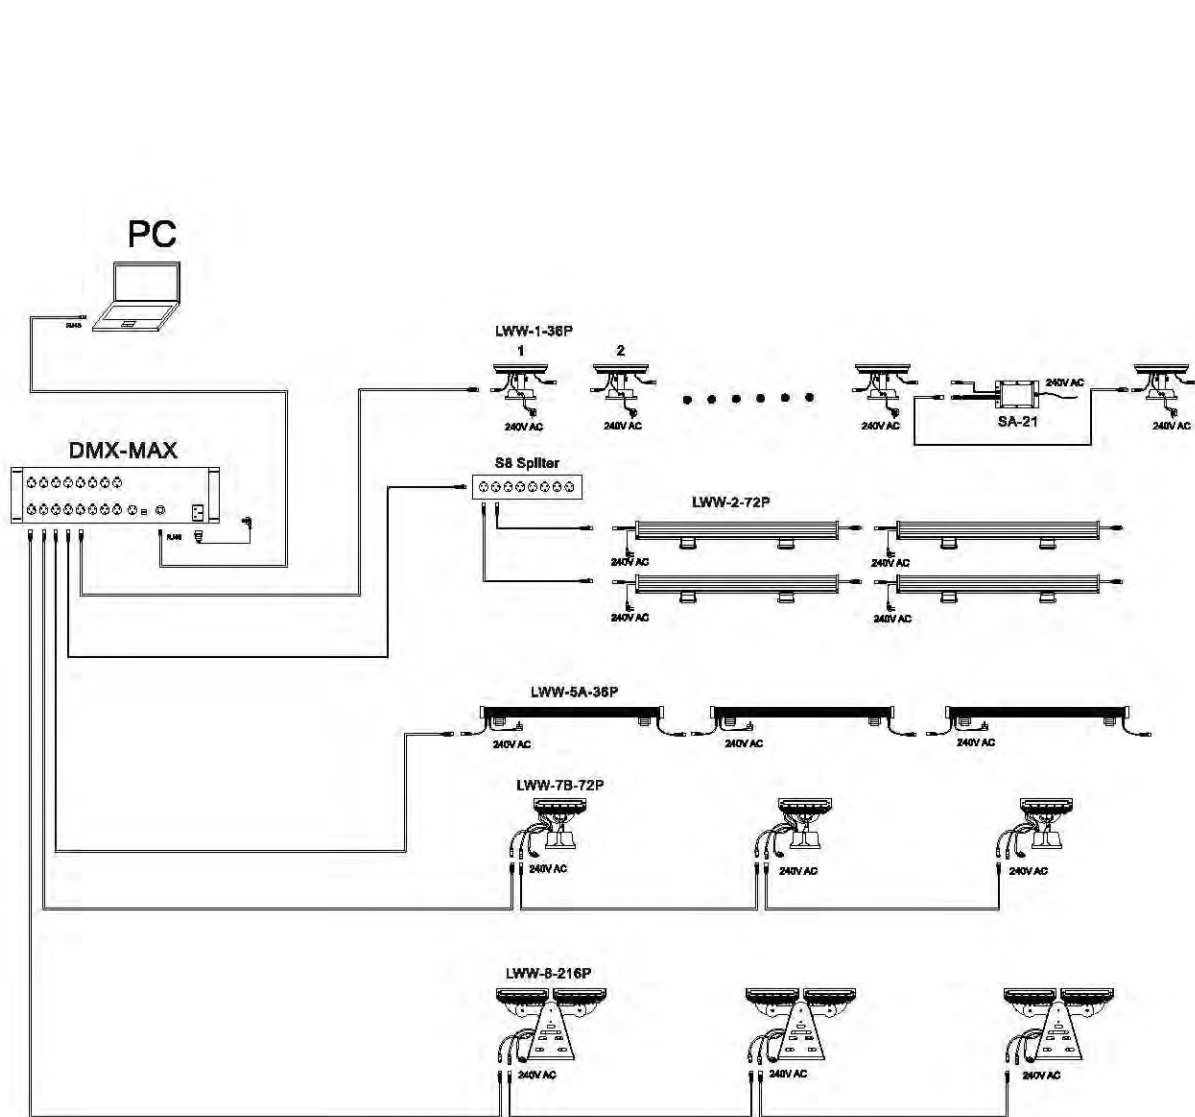 PC
RJ45
LWW-1-36P
1 2
240V AC 240V AC 240V AC 240V AC 240V AC
SA-21
DMX-MAX
RJ45
S8 Spliter
LWW-2-72P
240V AC 240V AC
240V AC 240V AC
LWW-5A-36P
240V AC 240V AC 240V AC
LWW-7B-72P
240V AC 240V AC 240V AC
LWW-8-216P
240V AC 240V AC 240V AC